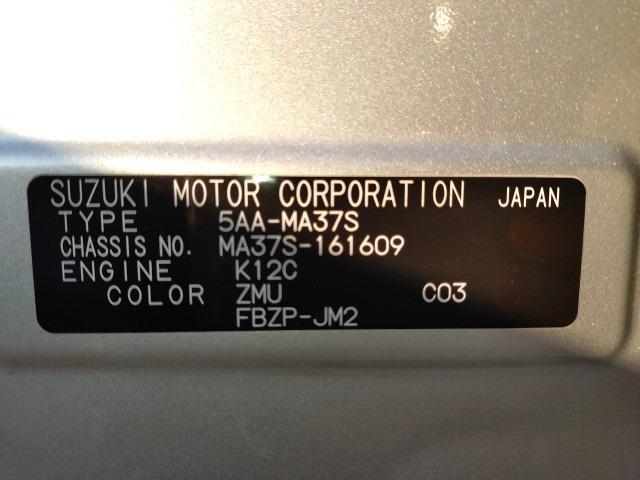 SUZUKI MOTOR CORPORATION JAPAN
TYPE 5AA-MA37S
CHASSIS NO. MA37S-161609
ENGINE K12C
COLOR ZMU C03
FBZP-JM2